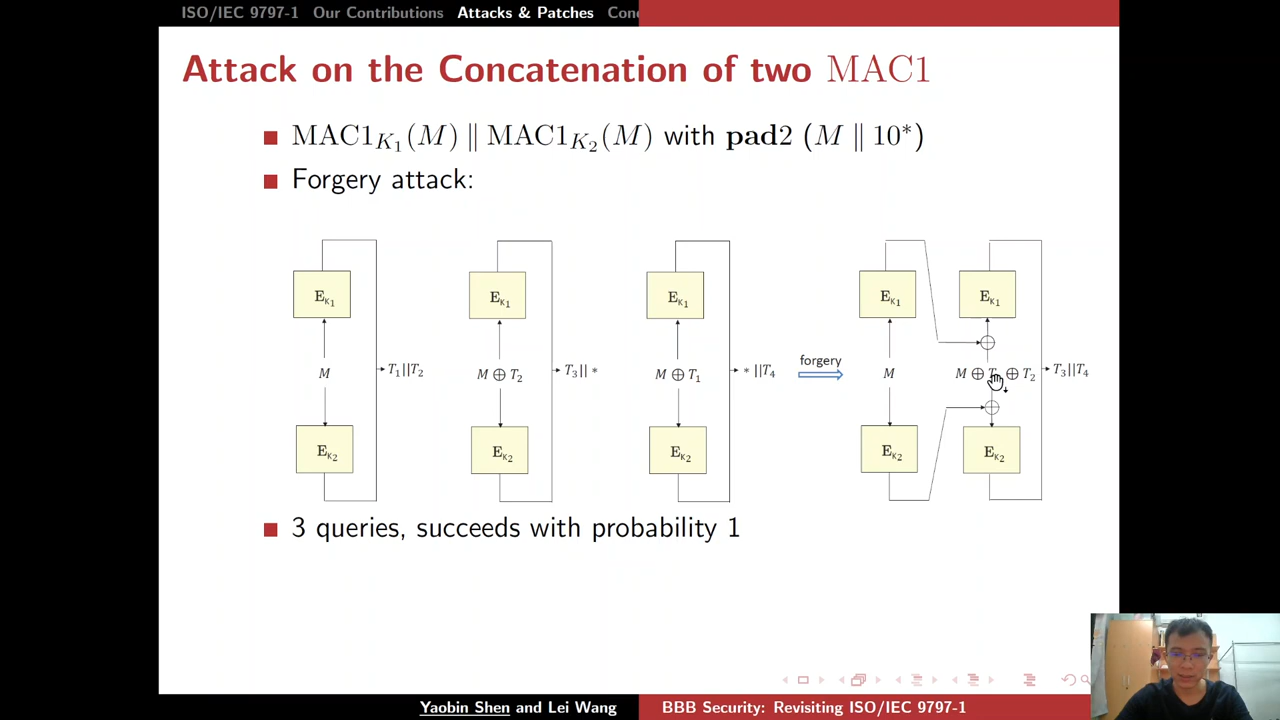 ISO/IEC 9797-1 Our Contributions Attacks & Patches
Attack on the Concatenation of two MAC1
MAC1_{K_1}(M) ∥ MAC1_{K_2}(M) with pad2 (M ∥ 10*)
Forgery attack:
E_{K_1}
M
E_{K_2}
T_1||T_2
E_{K_1}
M ⊕ T_2
E_{K_2}
T_3|| *
E_{K_1}
M ⊕ T_1
E_{K_2}
* ||T_4
forgery
E_{K_1}
M
E_{K_2}
E_{K_1}
M ⊕ ⊕ T_2
E_{K_2}
T_3||T_4
3 queries, succeeds with probability 1
Yaobin Shen and Lei Wang
BBB Security: Revisiting ISO/IEC 9797-1